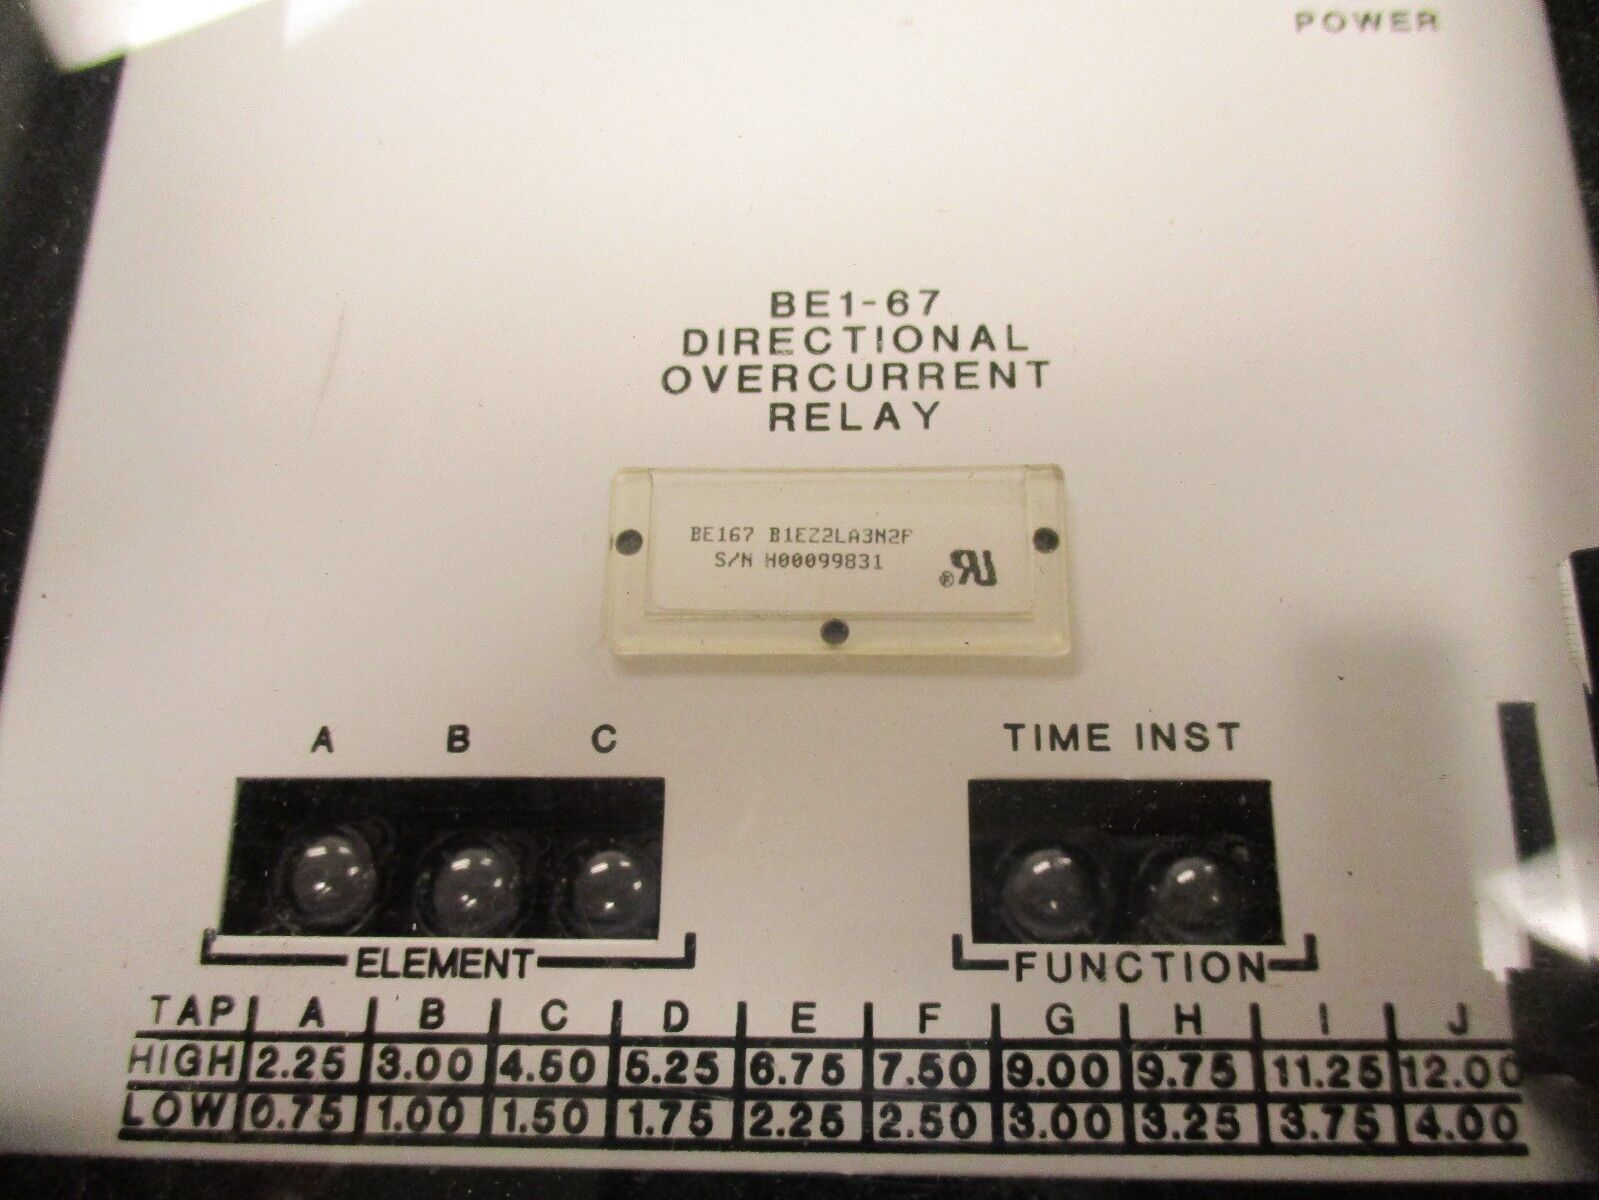 POWER
BE1-67
DIRECTIONAL
OVERCURRENT
RELAY
BE167 B1EZ2LA3N2F
S/N H00099831
®
A B C
TIME INST
ELEMENT
FUNCTION
TAP A B C D E F G H I J
HIGH 2.25 3.00 4.50 5.25 6.75 7.50 9.00 9.75 11.25 12.00
LOW 0.75 1.00 1.50 1.75 2.25 2.50 3.00 3.25 3.75 4.00